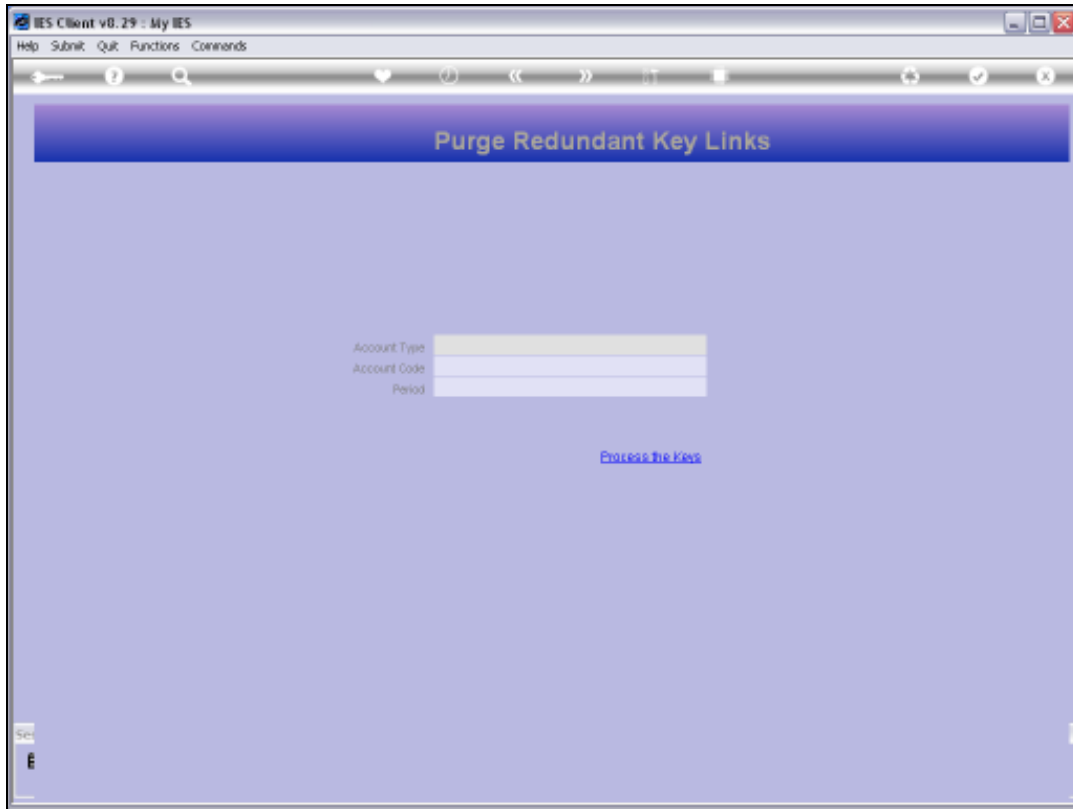 IES Client v8.29 : My IES
Help Submit Quit Functions Commands
Purge Redundant Key Links
Account Type
Account Code
Period
Process the Keys
Se